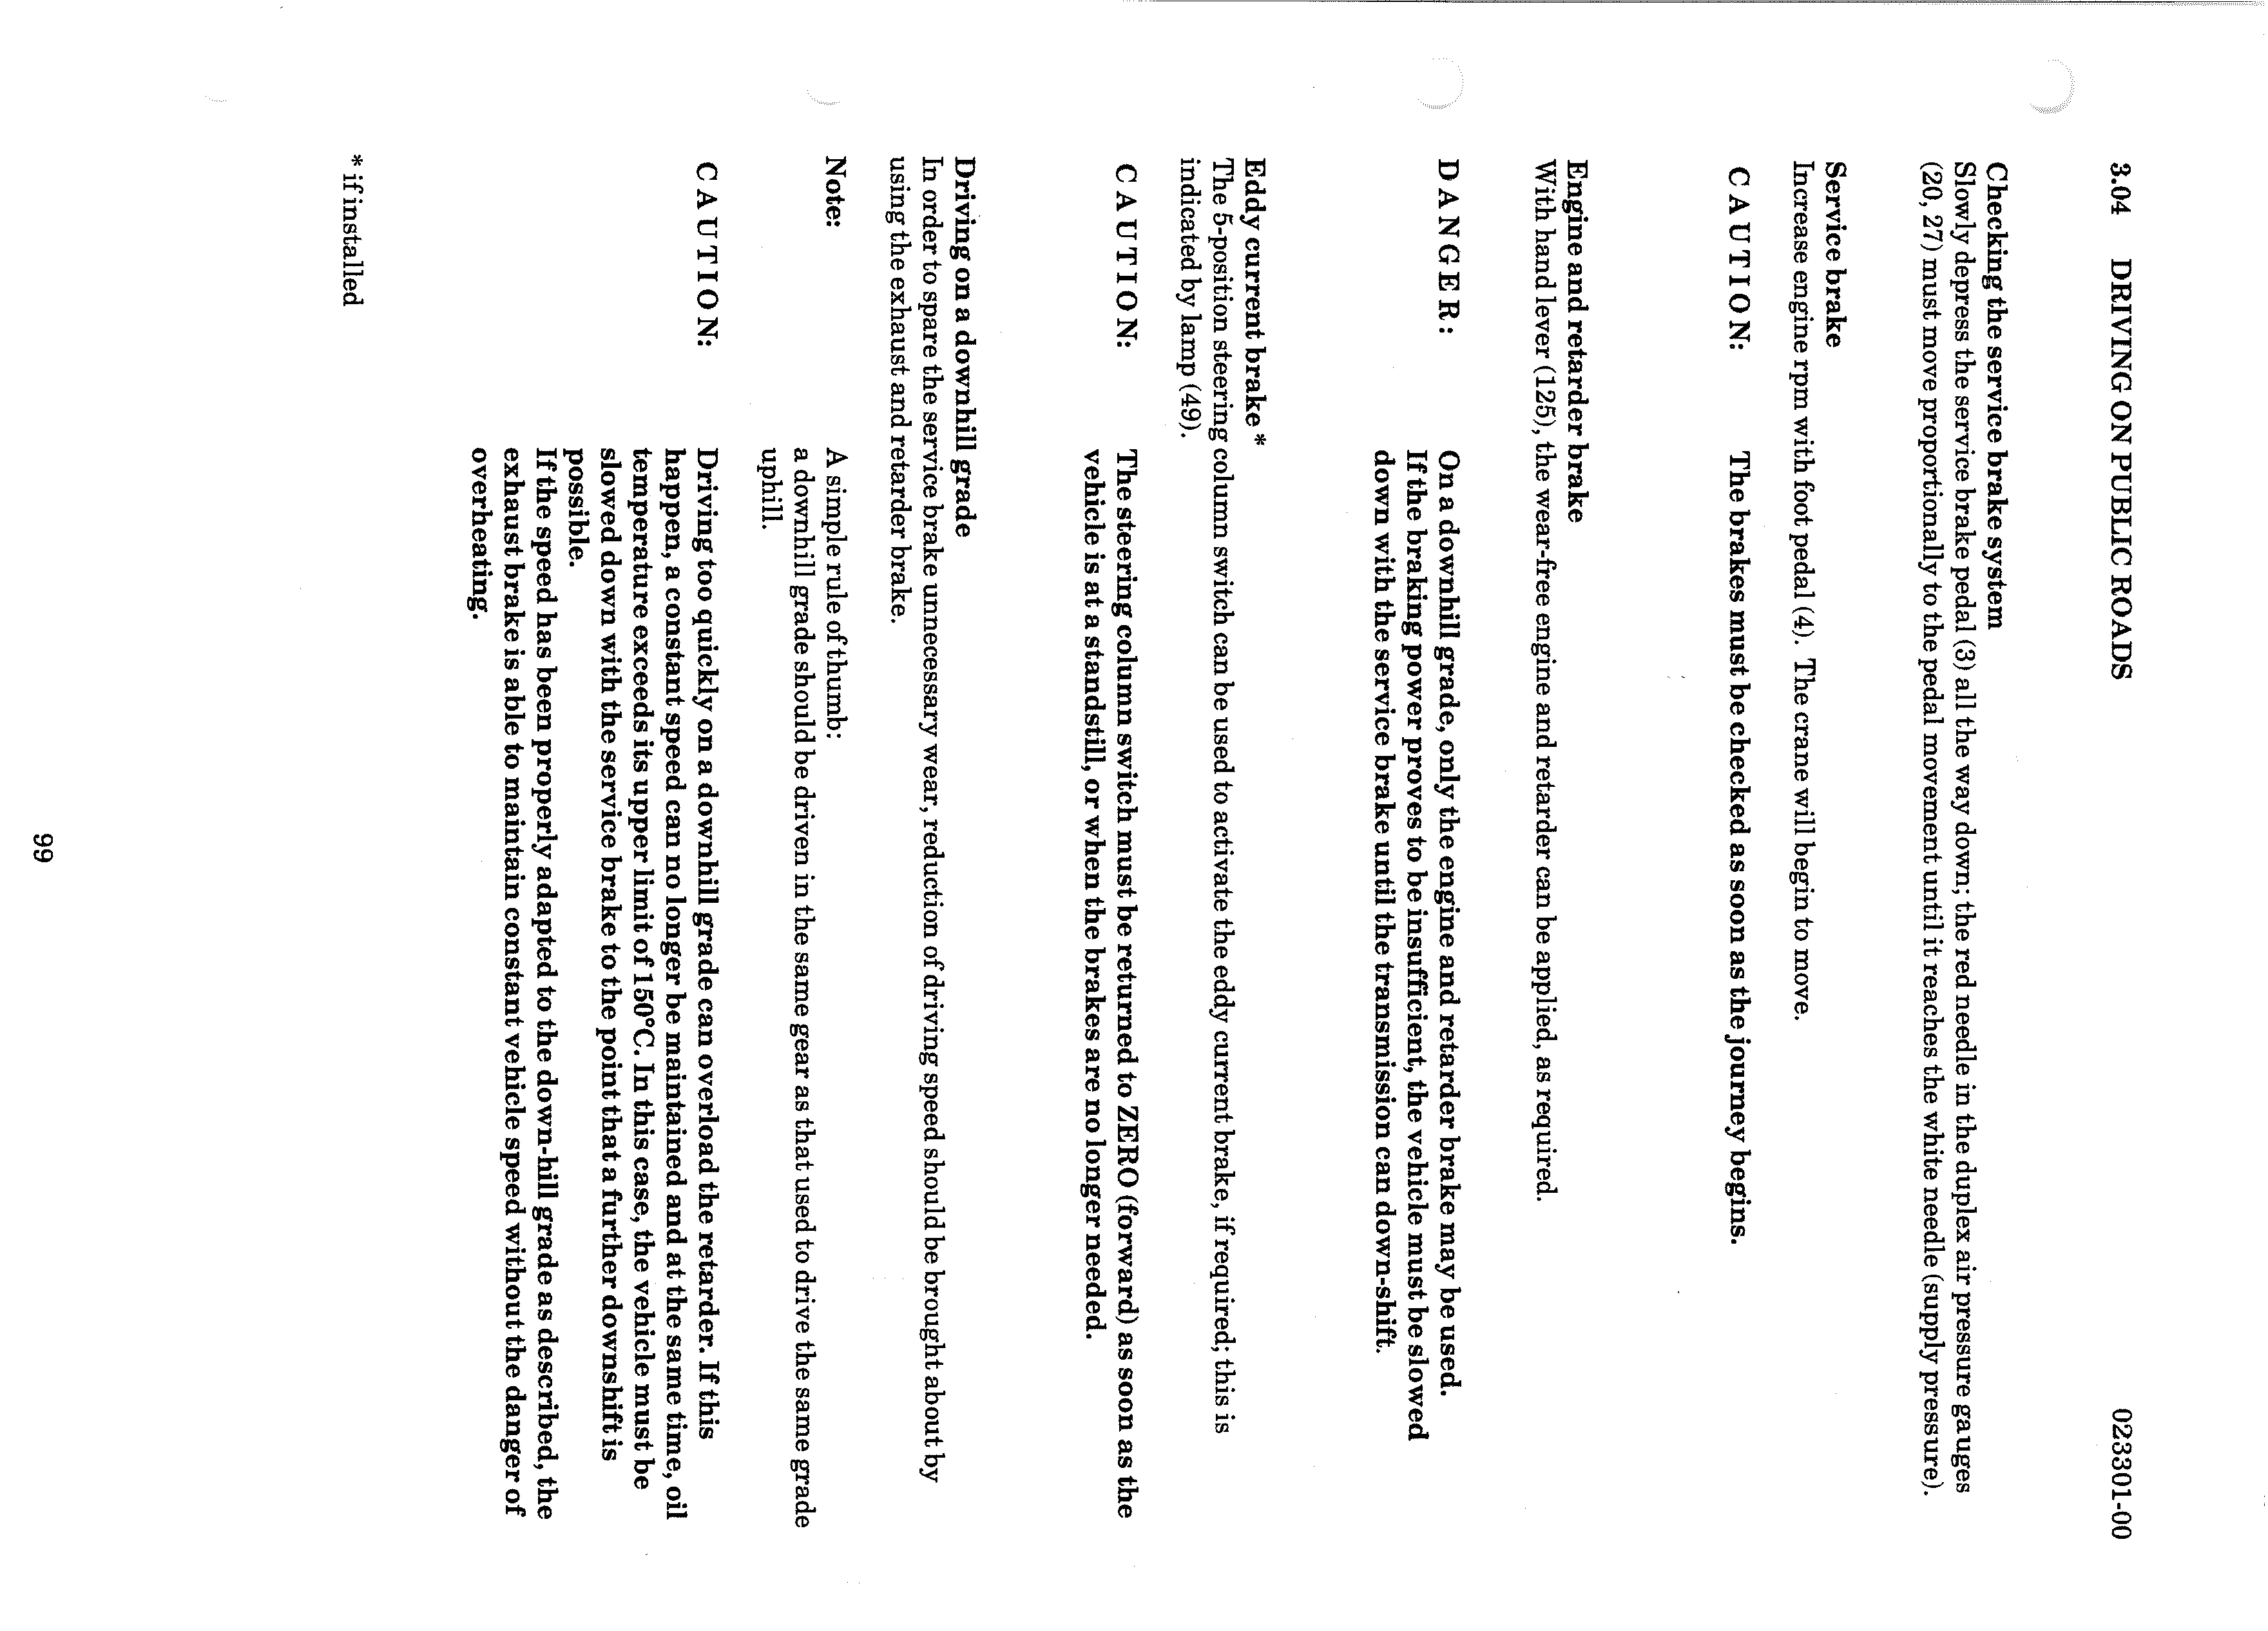 3.04 DRIVING ON PUBLIC ROADS 023301-00
Checking the service brake system
Slowly depress the service brake pedal (3) all the way down; the red needle in the duplex air pressure gauges
(20, 27) must move proportionally to the pedal movement until it reaches the white needle (supply pressure).
Service brake
Increase engine rpm with foot pedal (4). The crane will begin to move.
CAUTION: The brakes must be checked as soon as the journey begins.
Engine and retarder brake
With hand lever (125), the wear-free engine and retarder can be applied, as required.
DANGER: On a downhill grade, only the engine and retarder brake may be used.
If the braking power proves to be insufficient, the vehicle must be slowed
down with the service brake until the transmission can down-shift.
Eddy current brake *
The 5-position steering column switch can be used to activate the eddy current brake, if required; this is
indicated by lamp (49).
CAUTION: The steering column switch must be returned to ZERO (forward) as soon as the
vehicle is at a standstill, or when the brakes are no longer needed.
Driving on a downhill grade
In order to spare the service brake unnecessary wear, reduction of driving speed should be brought about by
using the exhaust and retarder brake.
Note: A simple rule of thumb:
a downhill grade should be driven in the same gear as that used to drive the same grade
uphill.
CAUTION: Driving too quickly on a downhill grade can overload the retarder. If this
happen, a constant speed can no longer be maintained and at the same time, oil
temperature exceeds its upper limit of 150°C. In this case, the vehicle must be
slowed down with the service brake to the point that a further downshift is
possible.
If the speed has been properly adapted to the down-hill grade as described, the
exhaust brake is able to maintain constant vehicle speed without the danger of
overheating.
* if installed
99